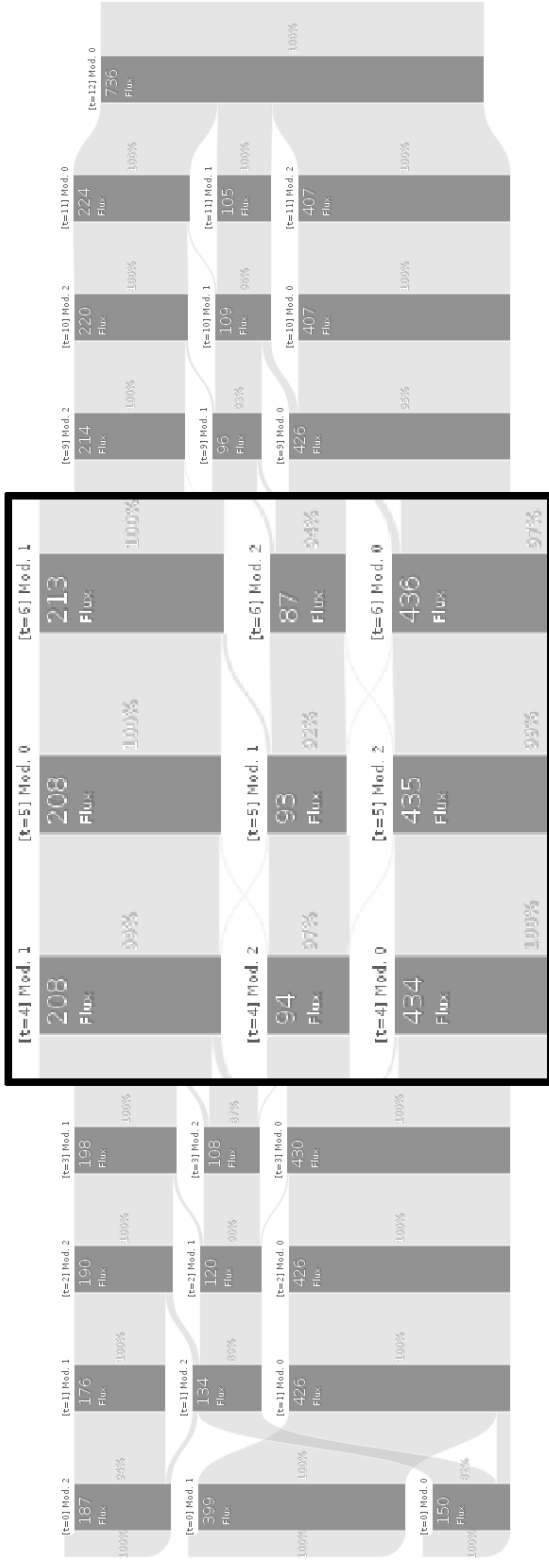 [t=12] Mod. 0
736
Flux
100%
[t=11] Mod. 0
224
Flux
100%
[t=11] Mod. 1
105
Flux
100%
[t=11] Mod. 2
407
Flux
100%
[t=10] Mod. 2
220
Flux
100%
[t=10] Mod. 1
109
Flux
96%
[t=10] Mod. 0
407
Flux
100%
[t=9] Mod. 2
214
Flux
100%
[t=9] Mod. 1
96
Flux
93%
[t=9] Mod. 0
426
Flux
95%
[t=6] Mod. 1
213
Flux
100%
[t=6] Mod. 2
87
Flux
94%
[t=6] Mod. 0
436
Flux
97%
[t=5] Mod. 0
208
Flux
100%
[t=5] Mod. 1
93
Flux
92%
[t=5] Mod. 2
435
Flux
99%
[t=4] Mod. 1
208
Flux
99%
[t=4] Mod. 2
94
Flux
97%
[t=4] Mod. 0
434
Flux
100%
[t=3] Mod. 1
198
Flux
100%
[t=3] Mod. 2
108
Flux
87%
[t=3] Mod. 0
430
Flux
100%
[t=2] Mod. 2
190
Flux
100%
[t=2] Mod. 1
120
Flux
90%
[t=2] Mod. 0
426
Flux
100%
[t=1] Mod. 1
176
Flux
100%
[t=1] Mod. 2
134
Flux
89%
[t=1] Mod. 0
426
Flux
100%
[t=0] Mod. 2
187
Flux
94%
[t=0] Mod. 1
399
Flux
100%
[t=0] Mod. 0
150
Flux
100%
100%
100%